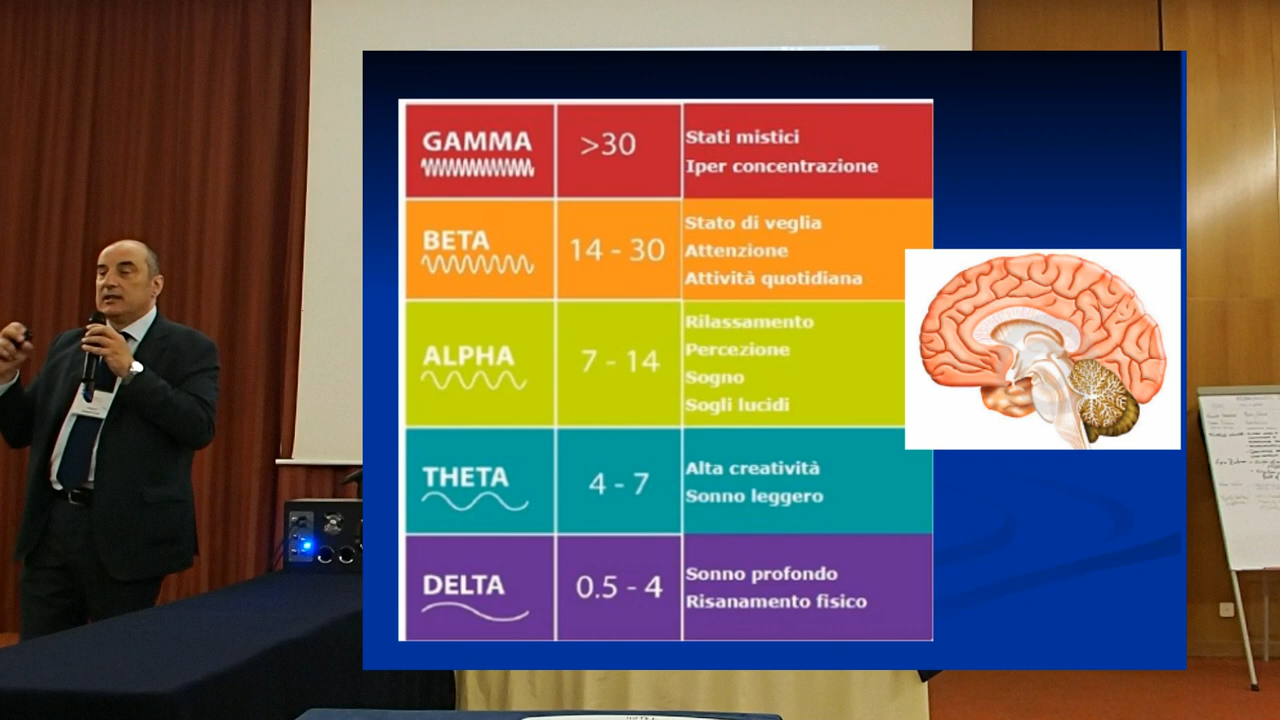 GAMMA
>30
Stati mistici
Iper concentrazione
BETA
14 - 30
Stato di veglia
Attenzione
Attività quotidiana
ALPHA
7 - 14
Rilassamento
Percezione
Sogno
Sogli lucidi
THETA
4 - 7
Alta creatività
Sonno leggero
DELTA
0.5 - 4
Sonno profondo
Risanamento fisico